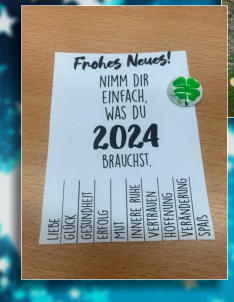 Frohes Neues!
NIMM DIR
EINFACH,
WAS DU
2024
BRAUCHST.
LIEBE
GLÜCK
GESUNDHEIT
ERFOLG
MUT
INNERE RUHE
VERTRAUEN
HOFFNUNG
VERÄNDERUNG
SPAß